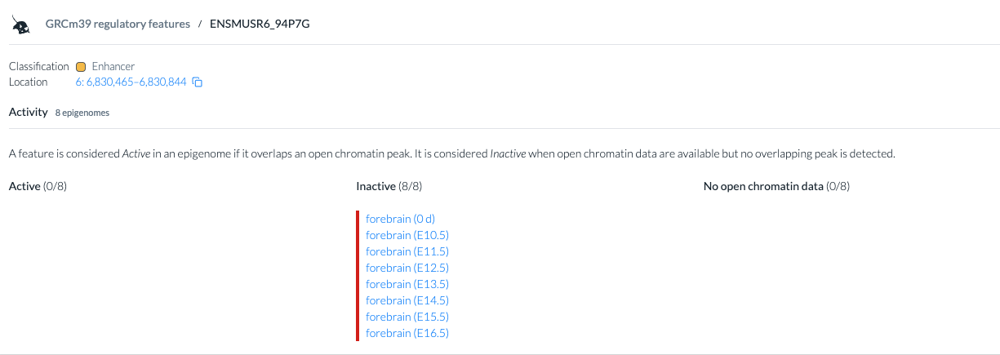 GRCm39 regulatory features / ENSMUSR6_94P7G
Classification Enhancer
Location 6: 6,830,465–6,830,844
Activity 8 epigenomes
A feature is considered Active in an epigenome if it overlaps an open chromatin peak. It is considered Inactive when open chromatin data are available but no overlapping peak is detected.
Active (0/8) Inactive (8/8) No open chromatin data (0/8)
forebrain (0 d)
forebrain (E10.5)
forebrain (E11.5)
forebrain (E12.5)
forebrain (E13.5)
forebrain (E14.5)
forebrain (E15.5)
forebrain (E16.5)